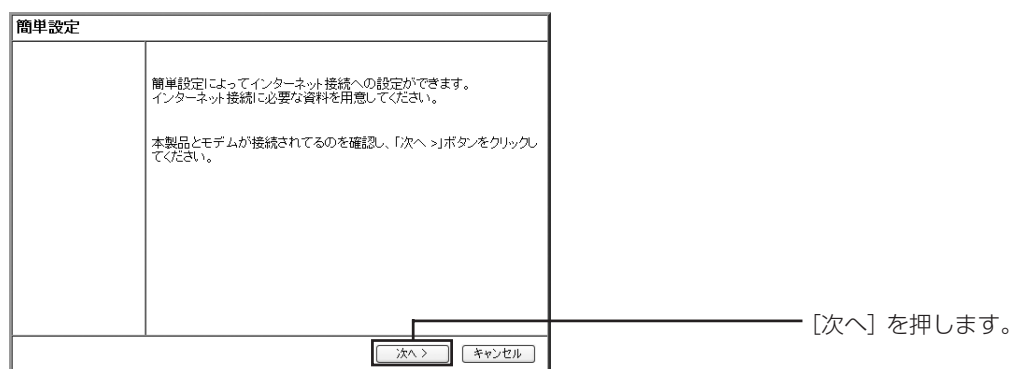 簡単設定
簡単設定によってインターネット接続への設定ができます。
インターネット接続に必要な資料を用意してください。
本製品とモデムが接続されてるのを確認し、「次へ >」ボタンをクリックし
てください。
[次へ] を押します。
次へ >
キャンセル